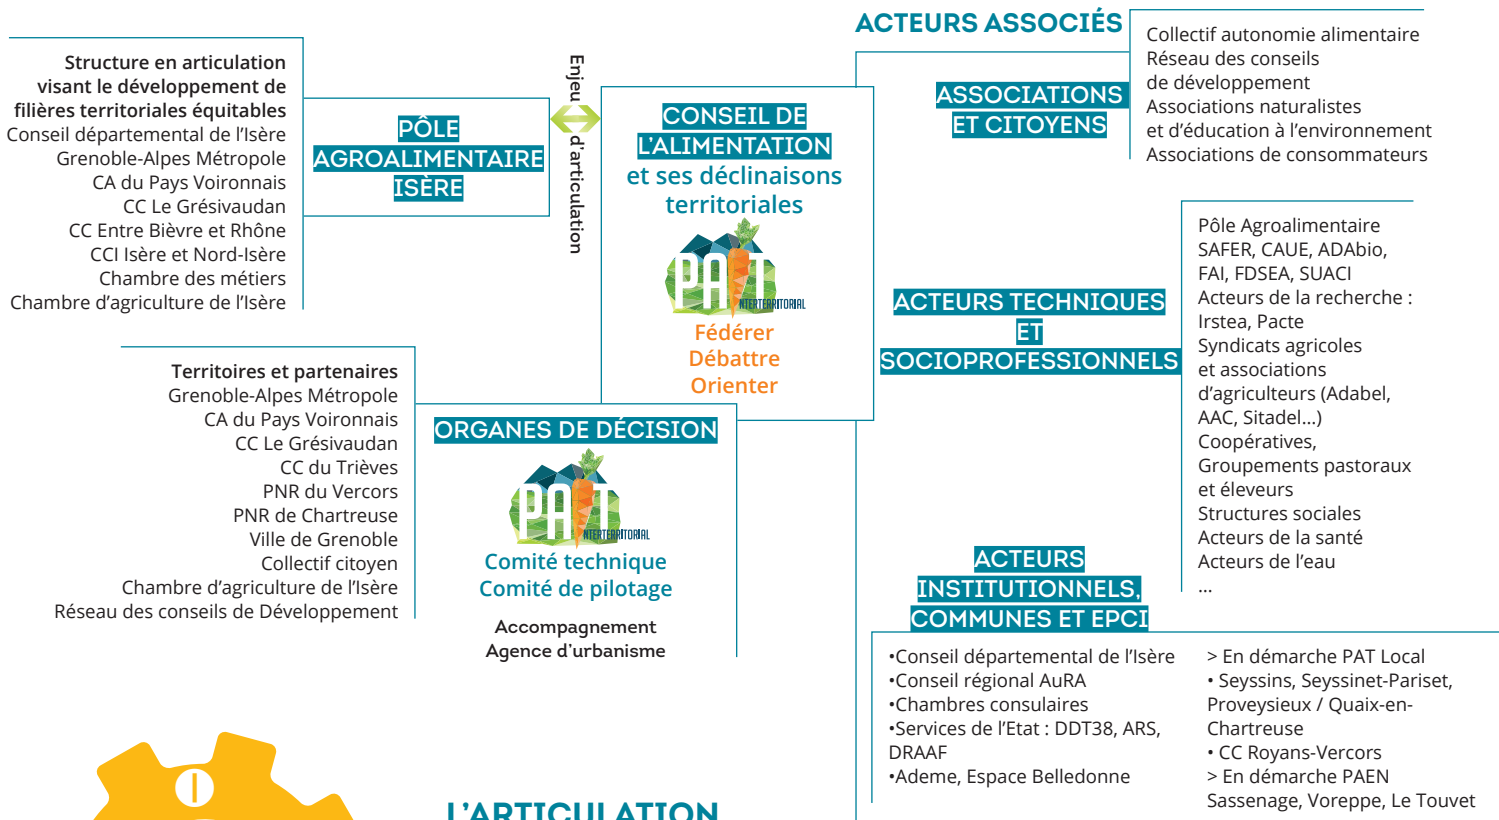 Structure en articulation
visant le développement de
filières territoriales équitables
Conseil départemental de l'Isère
Grenoble-Alpes Métropole
CA du Pays Voironnais
CC Le Grésivaudan
CC Entre Bièvre et Rhône
CCI Isère et Nord-Isère
Chambre des métiers
Chambre d'agriculture de l'Isère
PÔLE
AGROALIMENTAIRE
ISÈRE
Enjeu d'articulation
CONSEIL DE
L'ALIMENTATION
et ses déclinaisons
territoriales
PAiT
INTERTERRITORIAL
Fédérer
Débattre
Orienter
Territoires et partenaires
Grenoble-Alpes Métropole
CA du Pays Voironnais
CC Le Grésivaudan
CC du Trièves
PNR du Vercors
PNR de Chartreuse
Ville de Grenoble
Collectif citoyen
Chambre d'agriculture de l'Isère
Réseau des conseils de Développement
ORGANES DE DÉCISION
PAiT
INTERTERRITORIAL
Comité technique
Comité de pilotage
Accompagnement
Agence d'urbanisme
ACTEURS ASSOCIÉS
ASSOCIATIONS
ET CITOYENS
Collectif autonomie alimentaire
Réseau des conseils
de développement
Associations naturalistes
et d'éducation à l'environnement
Associations de consommateurs
ACTEURS TECHNIQUES
ET
SOCIOPROFESSIONNELS
Pôle Agroalimentaire
SAFER, CAUE, ADAbio,
FAI, FDSEA, SUACI
Acteurs de la recherche :
Irstea, Pacte
Syndicats agricoles
et associations
d'agriculteurs (Adabel,
AAC, Sitadel...)
Coopératives,
Groupements pastoraux
et éleveurs
Structures sociales
Acteurs de la santé
Acteurs de l'eau
...
ACTEURS
INSTITUTIONNELS,
COMMUNES ET EPCI
•Conseil départemental de l'Isère
•Conseil régional AuRA
•Chambres consulaires
•Services de l'Etat : DDT38, ARS,
DRAAF
•Ademe, Espace Belledonne
> En démarche PAT Local
• Seyssins, Seyssinet-Pariset,
Proveysieux / Quaix-en-
Chartreuse
• CC Royans-Vercors
> En démarche PAEN
Sassenage, Voreppe, Le Touvet
L'ARTICULATION